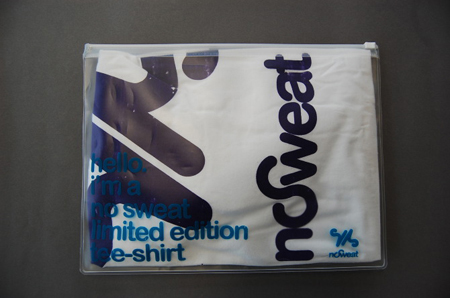 hello.
i'm a
no sweat
limited edition
tee-shirt
nosweat
nosweat